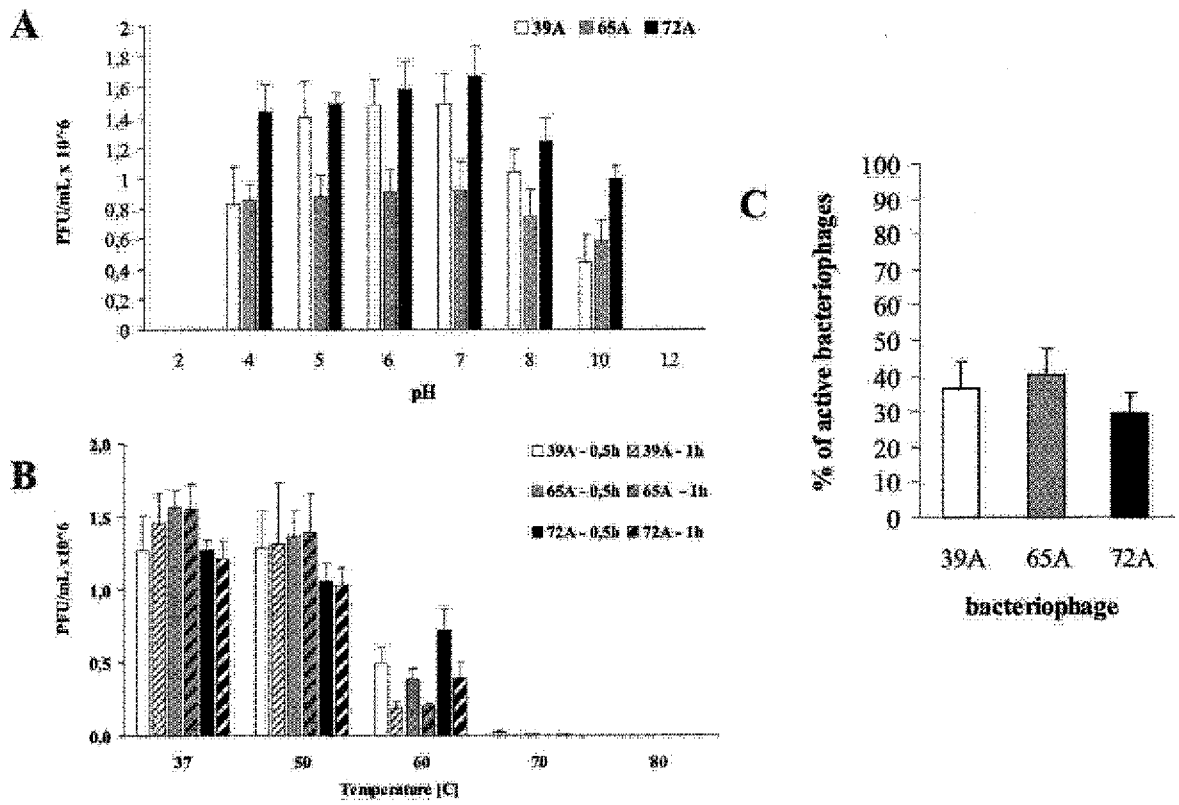 A
39A 65A 72A
PFU/mL x 10^6
2
1,8
1,6
1,4
1,2
1
0,8
0,6
0,4
0,2
0
2 4 5 6 7 8 10 12
pH
B
39A - 0,5h 39A - 1h
65A - 0,5h 65A - 1h
72A - 0,5h 72A - 1h
PFU/mL x10^6
2,0
1,5
1,0
0,5
0,0
37 50 60 70 80
Temperature [C]
C
% of active bacteriophages
100
90
80
70
60
50
40
30
20
10
0
39A 65A 72A
bacteriophage